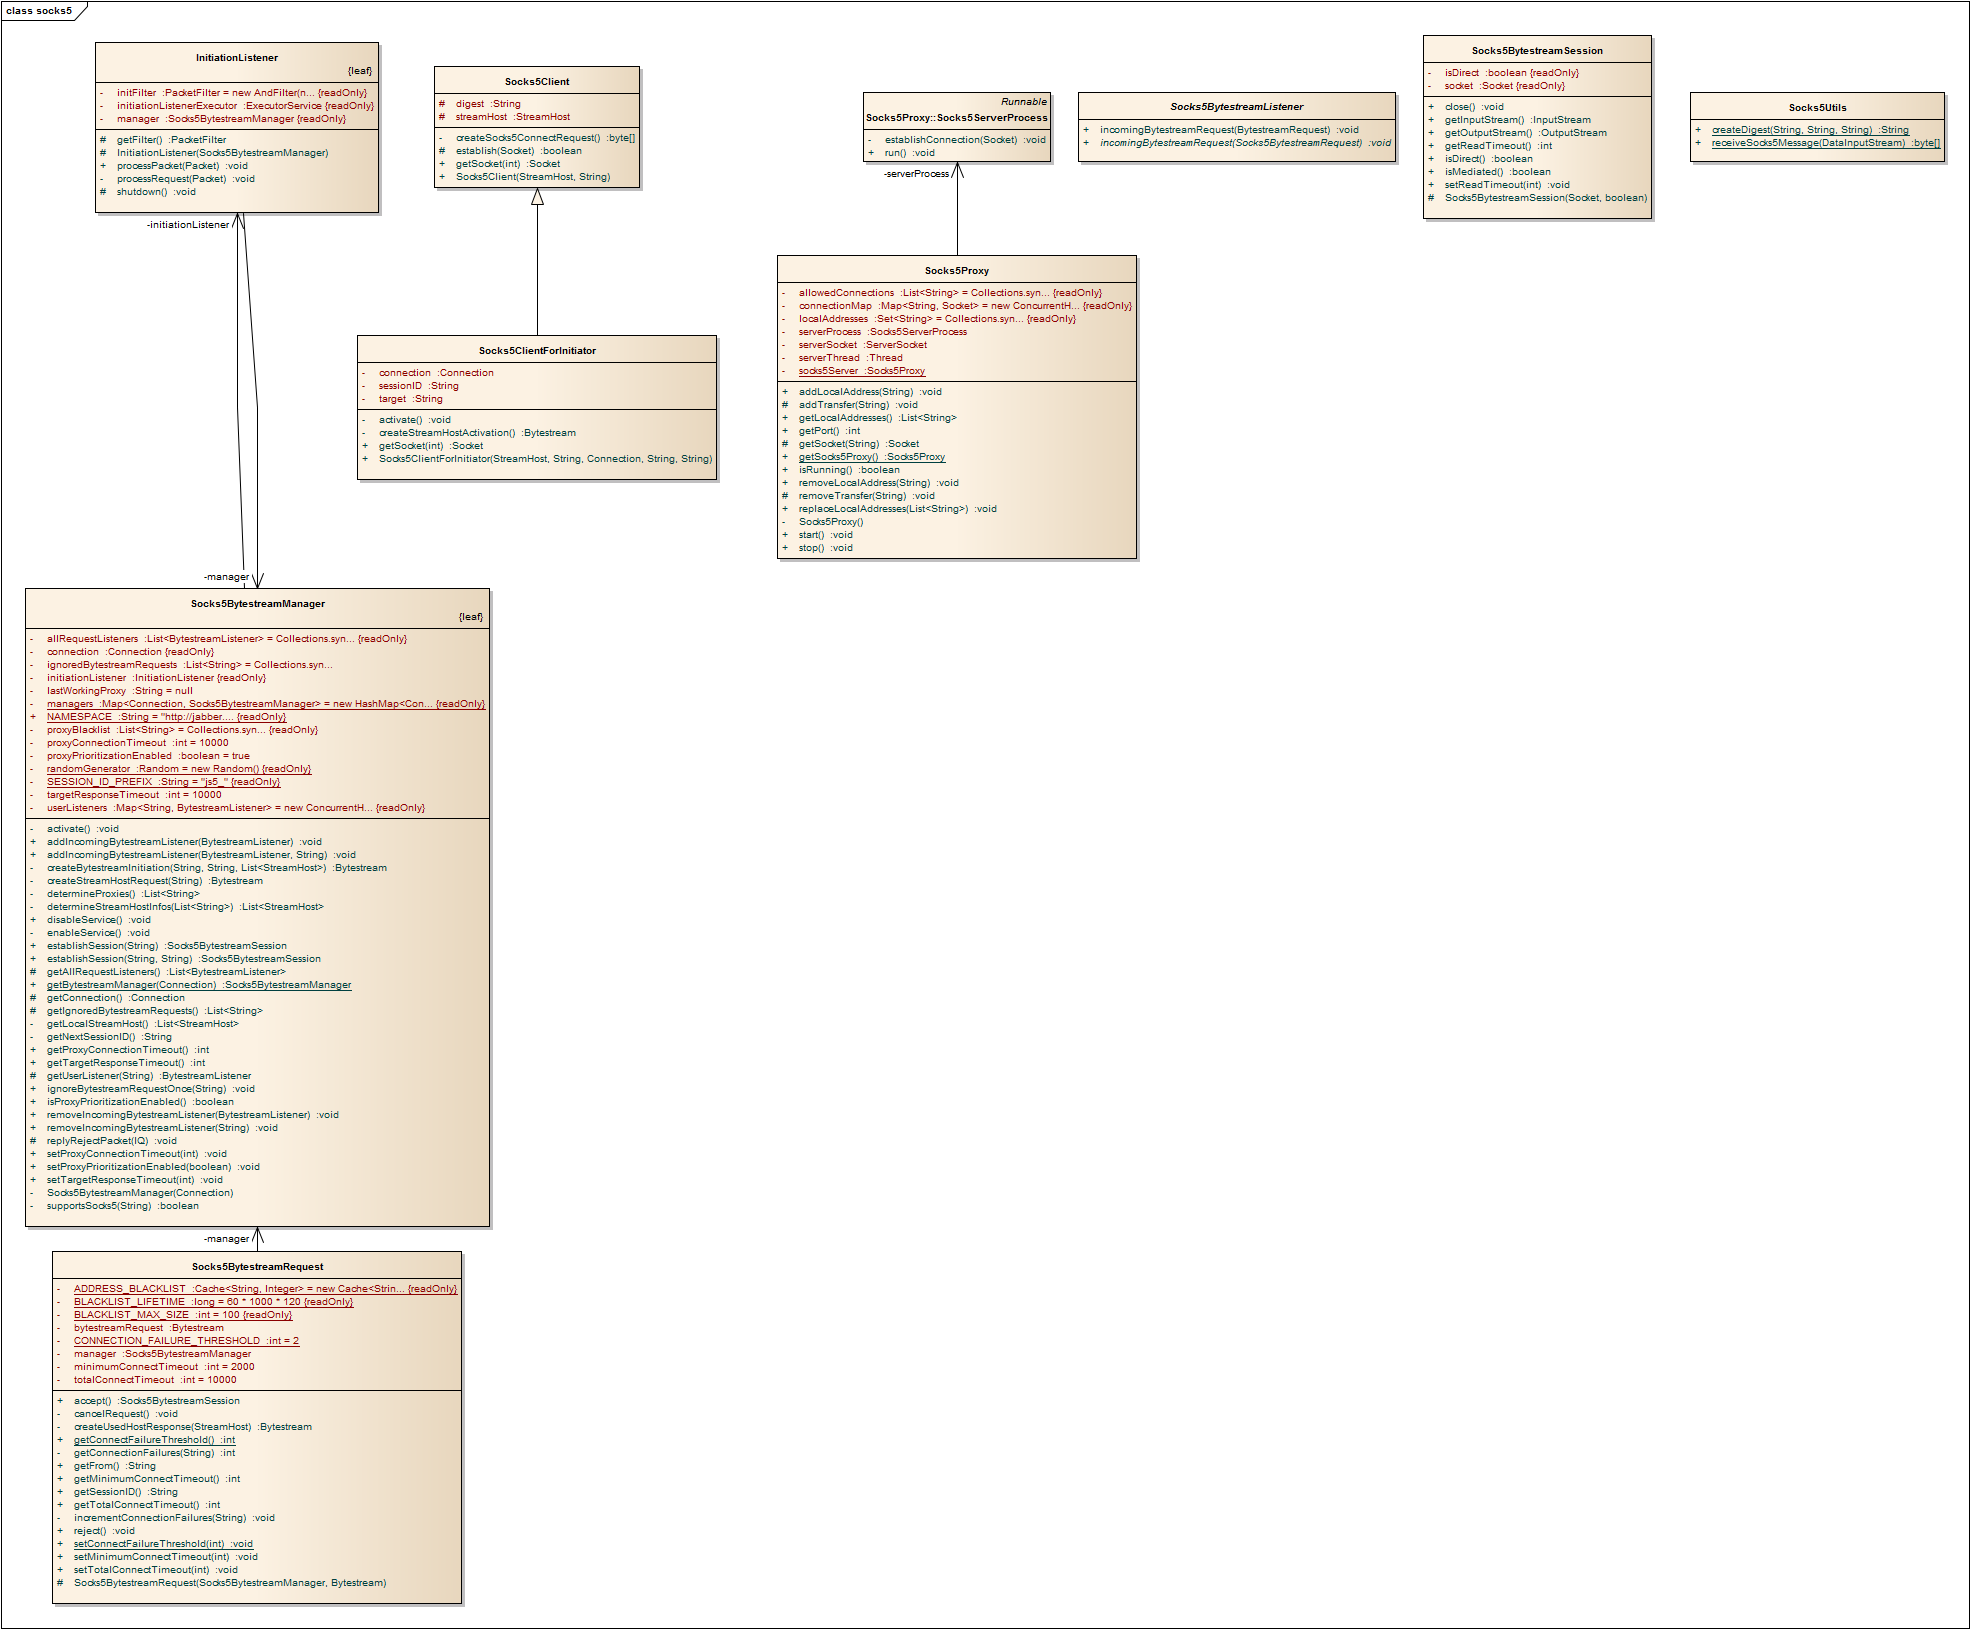 class socks5
InitiationListener
{leaf}
- initFilter :PacketFilter = new AndFilter(n... {readOnly}
- initiationListenerExecutor :ExecutorService {readOnly}
- manager :Socks5BytestreamManager {readOnly}
# getFilter() :PacketFilter
# InitiationListener(Socks5BytestreamManager)
+ processPacket(Packet) :void
- processRequest(Packet) :void
# shutdown() :void
-initiationListener
Socks5Client
# digest :String
# streamHost :StreamHost
- createSocks5ConnectRequest() :byte[]
# establish(Socket) :boolean
+ getSocket(int) :Socket
+ Socks5Client(StreamHost, String)
Runnable
Socks5Proxy::Socks5ServerProcess
- establishConnection(Socket) :void
+ run() :void
-serverProcess
Socks5BytestreamListener
+ incomingBytestreamRequest(BytestreamRequest) :void
+ incomingBytestreamRequest(Socks5BytestreamRequest) :void
Socks5BytestreamSession
- isDirect :boolean {readOnly}
- socket :Socket {readOnly}
+ close() :void
+ getInputStream() :InputStream
+ getOutputStream() :OutputStream
+ getReadTimeout() :int
+ isDirect() :boolean
+ isMediated() :boolean
+ setReadTimeout(int) :void
# Socks5BytestreamSession(Socket, boolean)
Socks5Utils
+ createDigest(String, String, String) :String
+ receiveSocks5Message(DataInputStream) :byte[]
Socks5ClientForInitiator
- connection :Connection
- sessionID :String
- target :String
- activate() :void
- createStreamHostActivation() :Bytestream
+ getSocket(int) :Socket
+ Socks5ClientForInitiator(StreamHost, String, Connection, String, String)
Socks5Proxy
- allowedConnections :List<String> = Collections.syn... {readOnly}
- connectionMap :Map<String, Socket> = new ConcurrentH... {readOnly}
- localAddresses :Set<String> = Collections.syn... {readOnly}
- serverProcess :Socks5ServerProcess
- serverSocket :ServerSocket
- serverThread :Thread
- socks5Server :Socks5Proxy
+ addLocalAddress(String) :void
# addTransfer(String) :void
+ getLocalAddresses() :List<String>
+ getPort() :int
# getSocket(String) :Socket
+ getSocks5Proxy() :Socks5Proxy
+ isRunning() :boolean
+ removeLocalAddress(String) :void
# removeTransfer(String) :void
+ replaceLocalAddresses(List<String>) :void
- Socks5Proxy()
+ start() :void
+ stop() :void
-manager
Socks5BytestreamManager
{leaf}
- allRequestListeners :List<BytestreamListener> = Collections.syn... {readOnly}
- connection :Connection {readOnly}
- ignoredBytestreamRequests :List<String> = Collections.syn...
- initiationListener :InitiationListener {readOnly}
- lastWorkingProxy :String = null
- managers :Map<Connection, Socks5BytestreamManager> = new HashMap<Con... {readOnly}
+ NAMESPACE :String = "http://jabber.... {readOnly}
- proxyBlacklist :List<String> = Collections.syn... {readOnly}
- proxyConnectionTimeout :int = 10000
- proxyPrioritizationEnabled :boolean = true
- randomGenerator :Random = new Random() {readOnly}
- SESSION_ID_PREFIX :String = "js5_" {readOnly}
- targetResponseTimeout :int = 10000
- userListeners :Map<String, BytestreamListener> = new ConcurrentH... {readOnly}
- activate() :void
+ addIncomingBytestreamListener(BytestreamListener) :void
+ addIncomingBytestreamListener(BytestreamListener, String) :void
- createBytestreamInitiation(String, String, List<StreamHost>) :Bytestream
- createStreamHostRequest(String) :Bytestream
- determineProxies() :List<String>
- determineStreamHostInfos(List<String>) :List<StreamHost>
+ disableService() :void
- enableService() :void
+ establishSession(String) :Socks5BytestreamSession
+ establishSession(String, String) :Socks5BytestreamSession
# getAllRequestListeners() :List<BytestreamListener>
+ getBytestreamManager(Connection) :Socks5BytestreamManager
# getConnection() :Connection
# getIgnoredBytestreamRequests() :List<String>
- getLocalStreamHost() :List<StreamHost>
- getNextSessionID() :String
+ getProxyConnectionTimeout() :int
+ getTargetResponseTimeout() :int
# getUserListener(String) :BytestreamListener
+ ignoreBytestreamRequestOnce(String) :void
+ isProxyPrioritizationEnabled() :boolean
+ removeIncomingBytestreamListener(BytestreamListener) :void
+ removeIncomingBytestreamListener(String) :void
# replyRejectPacket(IQ) :void
+ setProxyConnectionTimeout(int) :void
+ setProxyPrioritizationEnabled(boolean) :void
+ setTargetResponseTimeout(int) :void
- Socks5BytestreamManager(Connection)
- supportsSocks5(String) :boolean
-manager
Socks5BytestreamRequest
- ADDRESS_BLACKLIST :Cache<String, Integer> = new Cache<Strin... {readOnly}
- BLACKLIST_LIFETIME :long = 60 * 1000 * 120 {readOnly}
- BLACKLIST_MAX_SIZE :int = 100 {readOnly}
- bytestreamRequest :Bytestream
- CONNECTION_FAILURE_THRESHOLD :int = 2
- manager :Socks5BytestreamManager
- minimumConnectTimeout :int = 2000
- totalConnectTimeout :int = 10000
+ accept() :Socks5BytestreamSession
- cancelRequest() :void
- createUsedHostResponse(StreamHost) :Bytestream
+ getConnectFailureThreshold() :int
- getConnectionFailures(String) :int
+ getFrom() :String
+ getMinimumConnectTimeout() :int
+ getSessionID() :String
+ getTotalConnectTimeout() :int
- incrementConnectionFailures(String) :void
+ reject() :void
+ setConnectFailureThreshold(int) :void
+ setMinimumConnectTimeout(int) :void
+ setTotalConnectTimeout(int) :void
# Socks5BytestreamRequest(Socks5BytestreamManager, Bytestream)